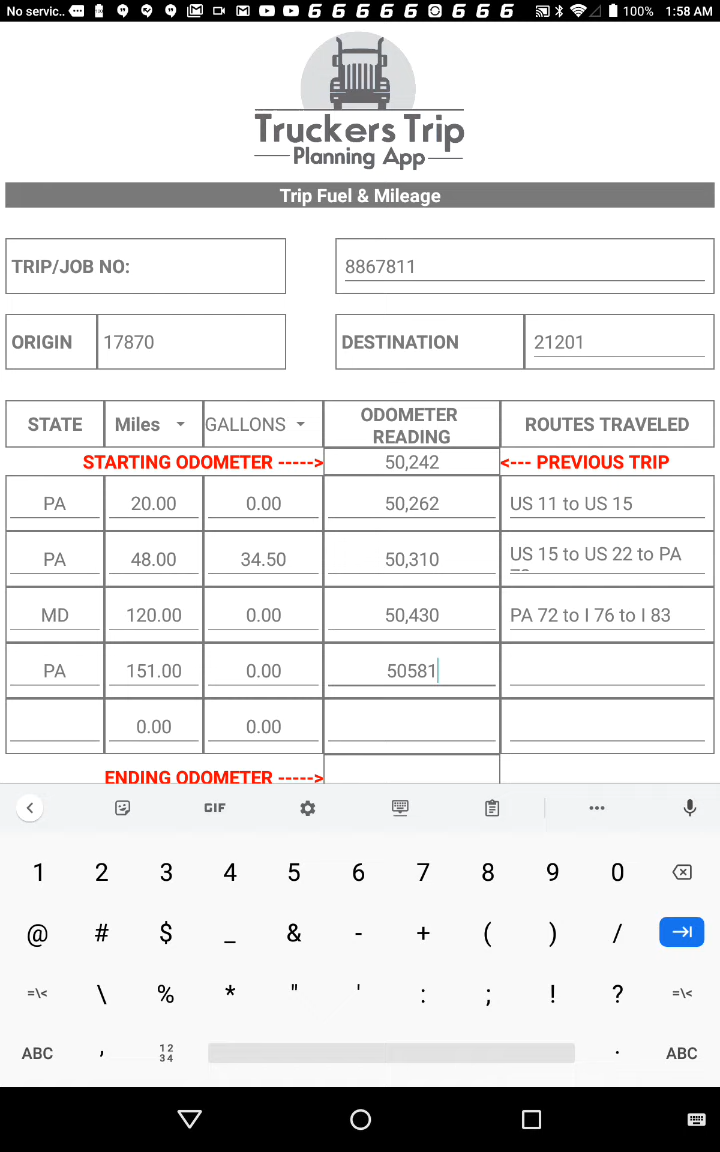 No servic.. 100% 1:58 AM
Truckers Trip
Planning App
Trip Fuel & Mileage
TRIP/JOB NO: 8867811
ORIGIN 17870 DESTINATION 21201
STATE Miles GALLONS ODOMETER READING ROUTES TRAVELED
STARTING ODOMETER -----> 50,242 <--- PREVIOUS TRIP
PA 20.00 0.00 50,262 US 11 to US 15
PA 48.00 34.50 50,310 US 15 to US 22 to PA
MD 120.00 0.00 50,430 PA 72 to I 76 to I 83
PA 151.00 0.00 50581
0.00 0.00
ENDING ODOMETER ----->
GIF
1 2 3 4 5 6 7 8 9 0
@ # $ _ & - + ( ) /
=\< \ % * " ' : ; ! ? =\<
ABC , 12 34 . ABC